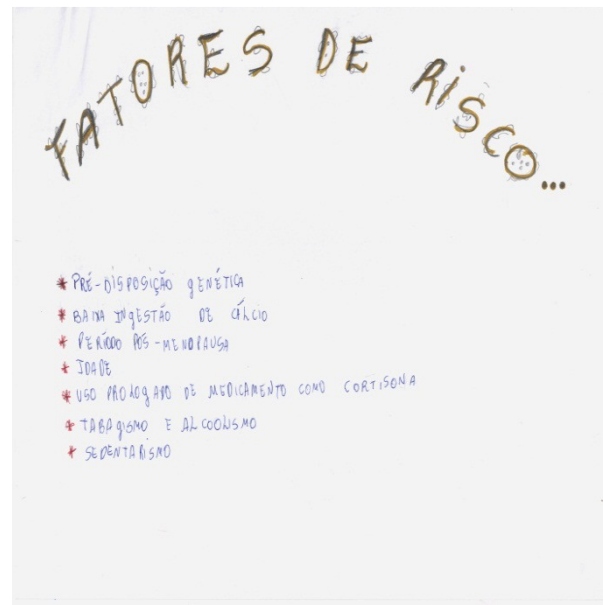 FATORES DE RISCO...
* PRÉ-DISPOSIÇÃO GENÉTICA
* BAIXA INGESTÃO DE CÁLCIO
* PERÍODO PÓS-MENOPAUSA
* IDADE
* USO PROLOGADO DE MEDICAMENTO COMO CORTISONA
* TABAGISMO E ALCOOLISMO
* SEDENTARISMO